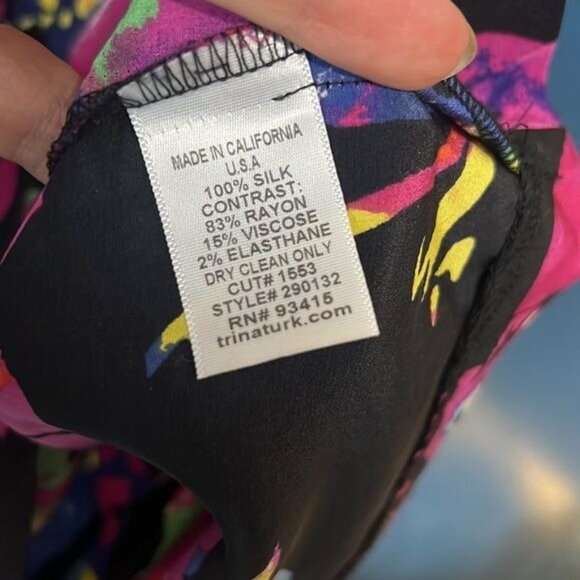 MADE IN CALIFORNIA
U.S.A
100% SILK
CONTRAST:
83% RAYON
15% VISCOSE
2% ELASTHANE
DRY CLEAN ONLY
CUT# 1553
STYLE# 290132
RN# 93415
trinaturk.com